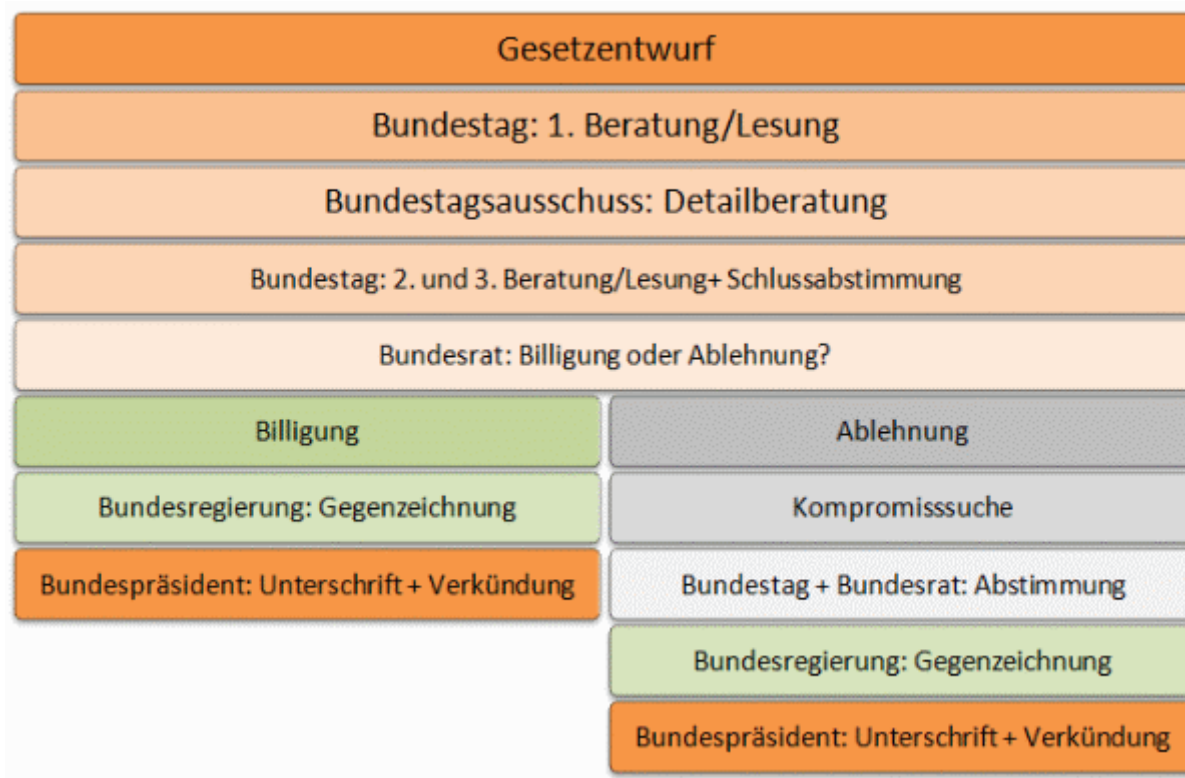 Gesetzentwurf
Bundestag: 1. Beratung/Lesung
Bundestagsausschuss: Detailberatung
Bundestag: 2. und 3. Beratung/Lesung+ Schlussabstimmung
Bundesrat: Billigung oder Ablehnung?
Billigung
Bundesregierung: Gegenzeichnung
Bundespräsident: Unterschrift + Verkündung
Ablehnung
Kompromisssuche
Bundestag + Bundesrat: Abstimmung
Bundesregierung: Gegenzeichnung
Bundespräsident: Unterschrift + Verkündung